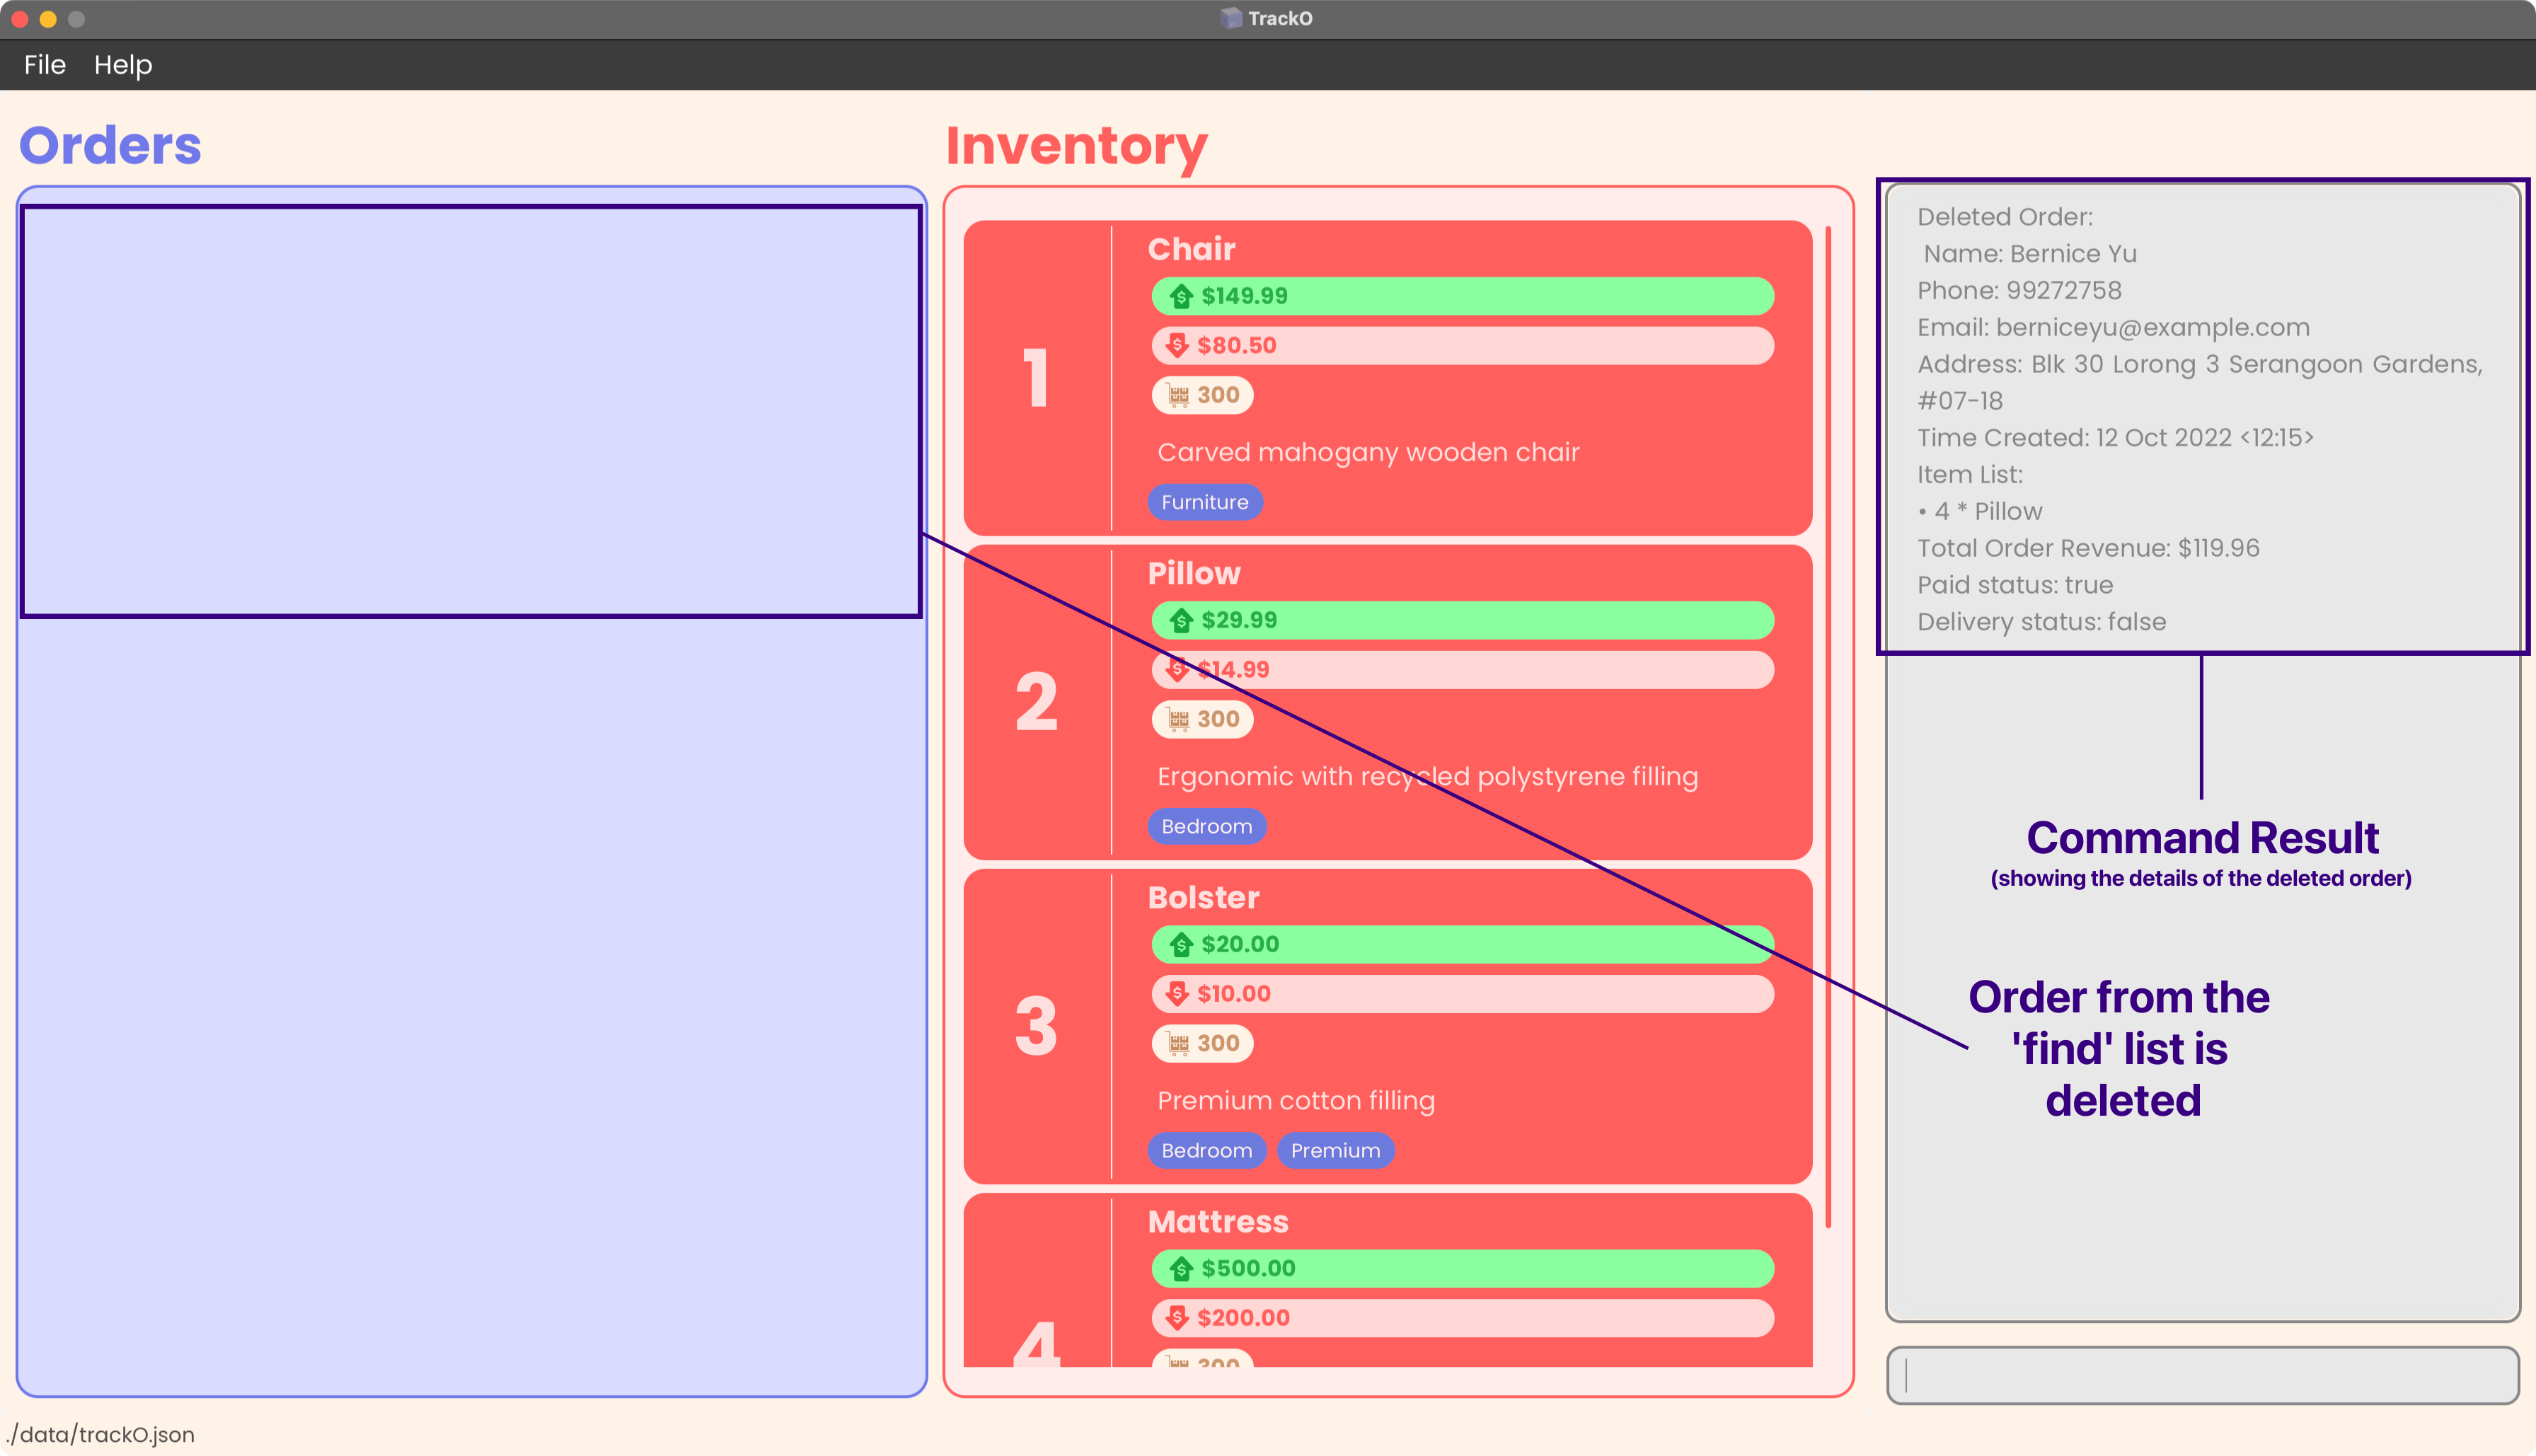 TrackO
File Help
Orders
Inventory
1
Chair
$149.99
$80.50
300
Carved mahogany wooden chair
Furniture
2
Pillow
$29.99
$14.99
300
Ergonomic with recycled polystyrene filling
Bedroom
3
Bolster
$20.00
$10.00
300
Premium cotton filling
Bedroom Premium
4
Mattress
$500.00
$200.00
300
Deleted Order:
Name: Bernice Yu
Phone: 99272758
Email: berniceyu@example.com
Address: Blk 30 Lorong 3 Serangoon Gardens,
#07-18
Time Created: 12 Oct 2022 <12:15>
Item List:
• 4 * Pillow
Total Order Revenue: $119.96
Paid status: true
Delivery status: false
Command Result
(showing the details of the deleted order)
Order from the
'find' list is
deleted
./data/trackO.json